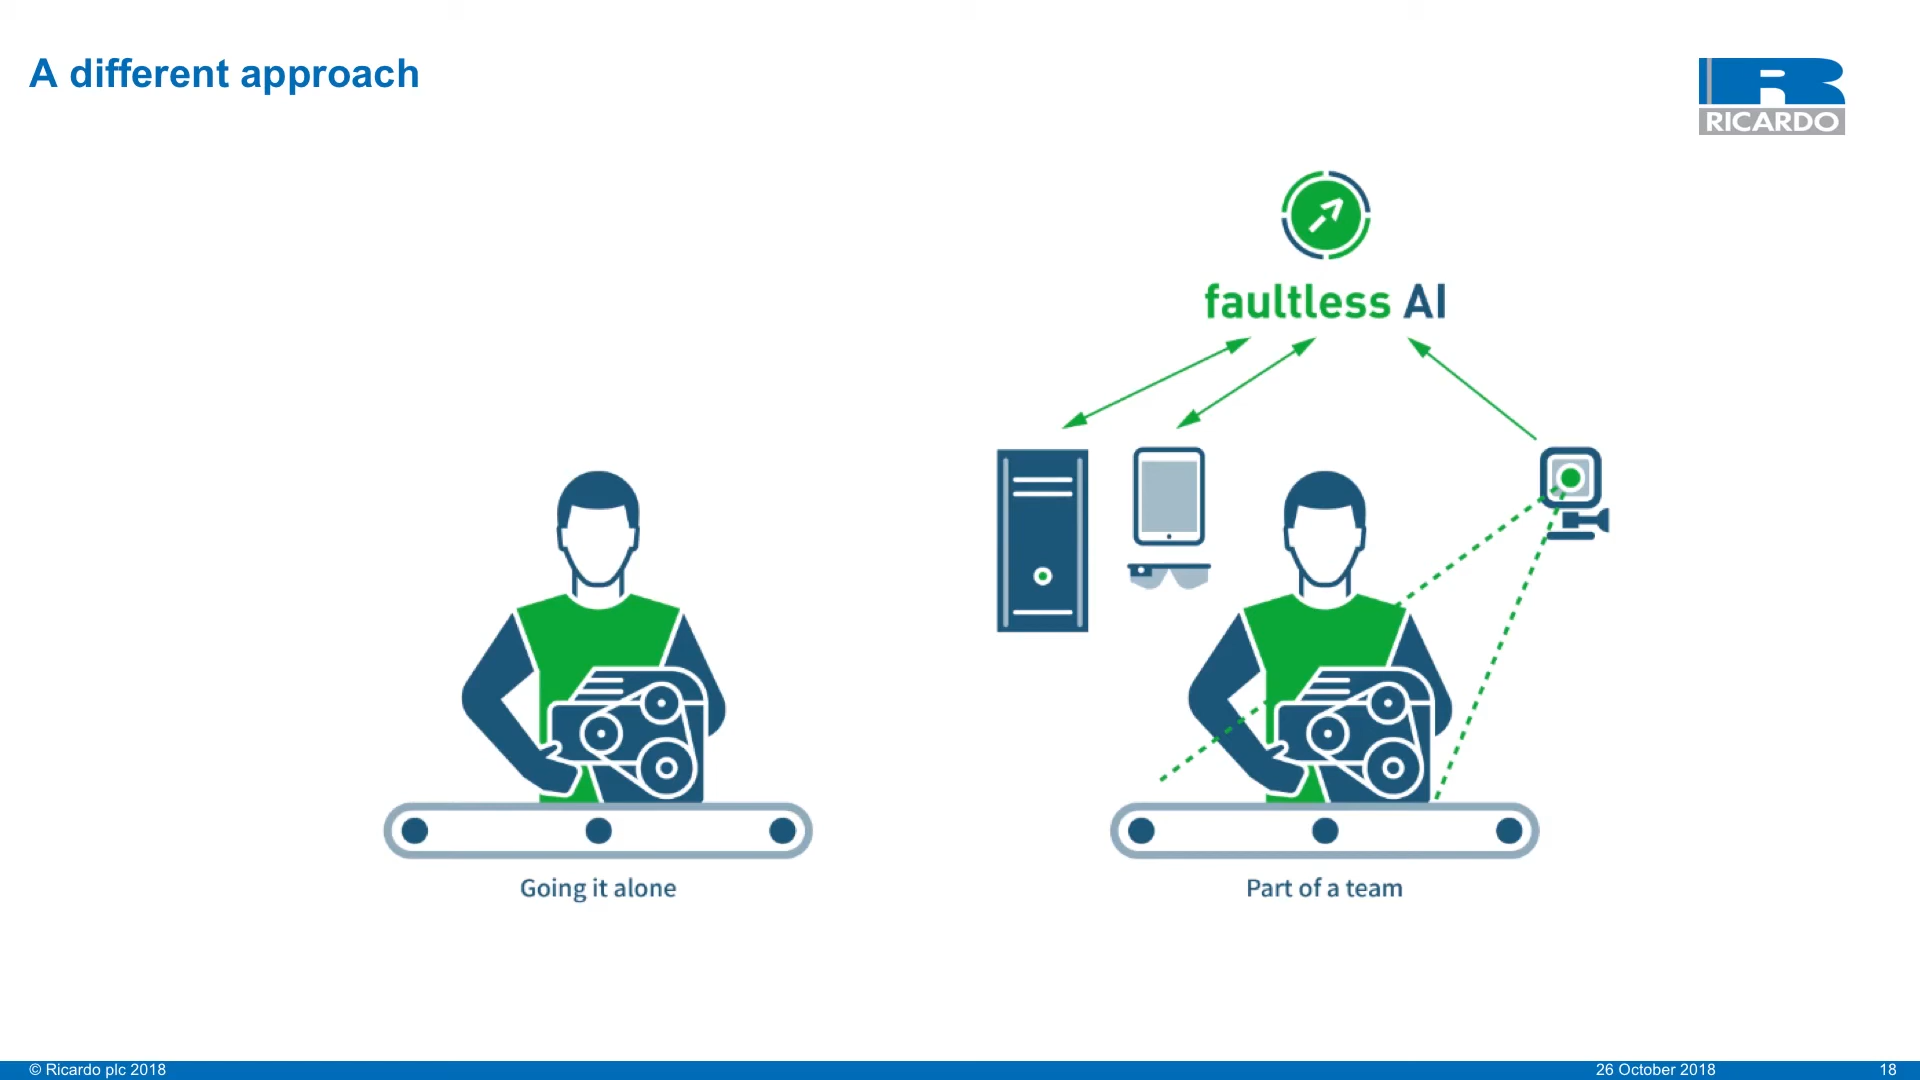 A different approach
RICARDO
faultless AI
Going it alone
Part of a team
© Ricardo plc 2018
26 October 2018
18